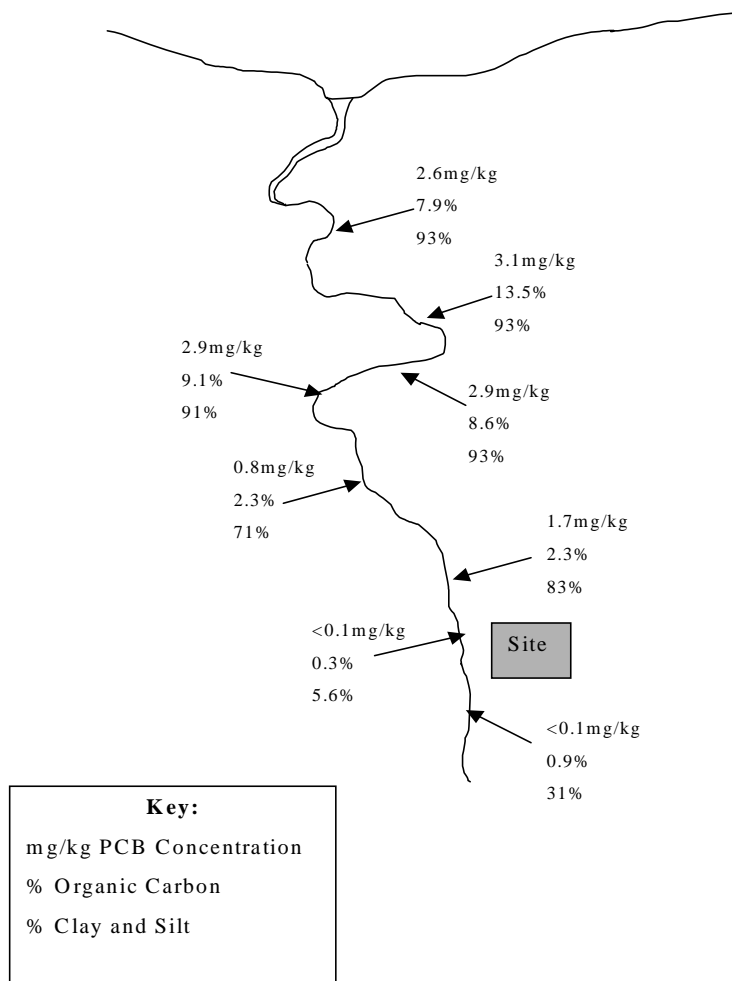 2.6mg/kg
7.9%
93%
3.1mg/kg
13.5%
93%
2.9mg/kg
9.1%
91%
2.9mg/kg
8.6%
93%
0.8mg/kg
2.3%
71%
1.7mg/kg
2.3%
83%
<0.1mg/kg
0.3%
5.6%
Site
<0.1mg/kg
0.9%
31%
Key:
mg/kg PCB Concentration
% Organic Carbon
% Clay and Silt